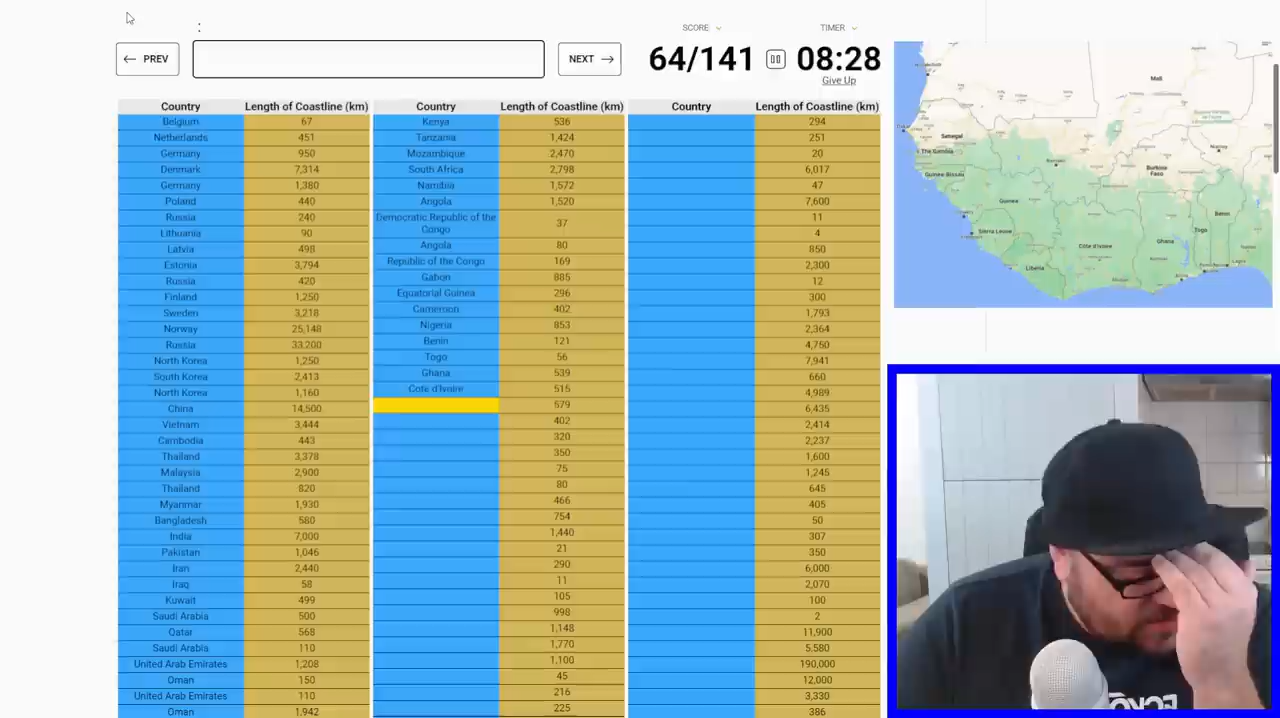 :
SCORE
TIMER
← PREV
NEXT →
64/141
08:28
Give Up
Country Length of Coastline (km) Country Length of Coastline (km) Country Length of Coastline (km)
Belgium 67 Kenya 536 294
Netherlands 451 Tanzania 1,424 251
Germany 950 Mozambique 2,470 20
Denmark 7,314 South Africa 2,798 6,017
Germany 1,380 Namibia 1,572 47
Poland 440 Angola 1,520 7,600
Russia 240 Democratic Republic of the Congo 37 11
Lithuania 90 4
Latvia 498 Angola 80 850
Estonia 3,794 Republic of the Congo 169 2,300
Russia 420 Gabon 885 12
Finland 1,250 Equatorial Guinea 296 300
Sweden 3,218 Cameroon 402 1,793
Norway 25,148 Nigeria 853 2,364
Russia 33,200 Benin 121 4,750
North Korea 1,250 Togo 56 7,941
South Korea 2,413 Ghana 539 660
North Korea 1,160 Cote d'Ivoire 515 4,989
China 14,500 579 6,435
Vietnam 3,444 402 2,414
Cambodia 443 320 2,237
Thailand 3,378 350 1,600
Malaysia 2,900 75 1,245
Thailand 820 80 645
Myanmar 1,930 466 405
Bangladesh 580 754 50
India 7,000 1,440 307
Pakistan 1,046 21 350
Iran 2,440 290 6,000
Iraq 58 11 2,070
Kuwait 499 105 100
Saudi Arabia 500 998 2
Qatar 568 1,148 11,900
Saudi Arabia 110 1,770 5,580
United Arab Emirates 1,208 1,100 190,000
Oman 150 45 12,000
United Arab Emirates 110 216 3,330
Oman 1,942 225 386
Mali
Senegal
The Gambia
Guinea-Bissau
Burkina
Faso
Guinea
Benin
Togo
Sierra Leone
Côte d'Ivoire
Ghana
Liberia